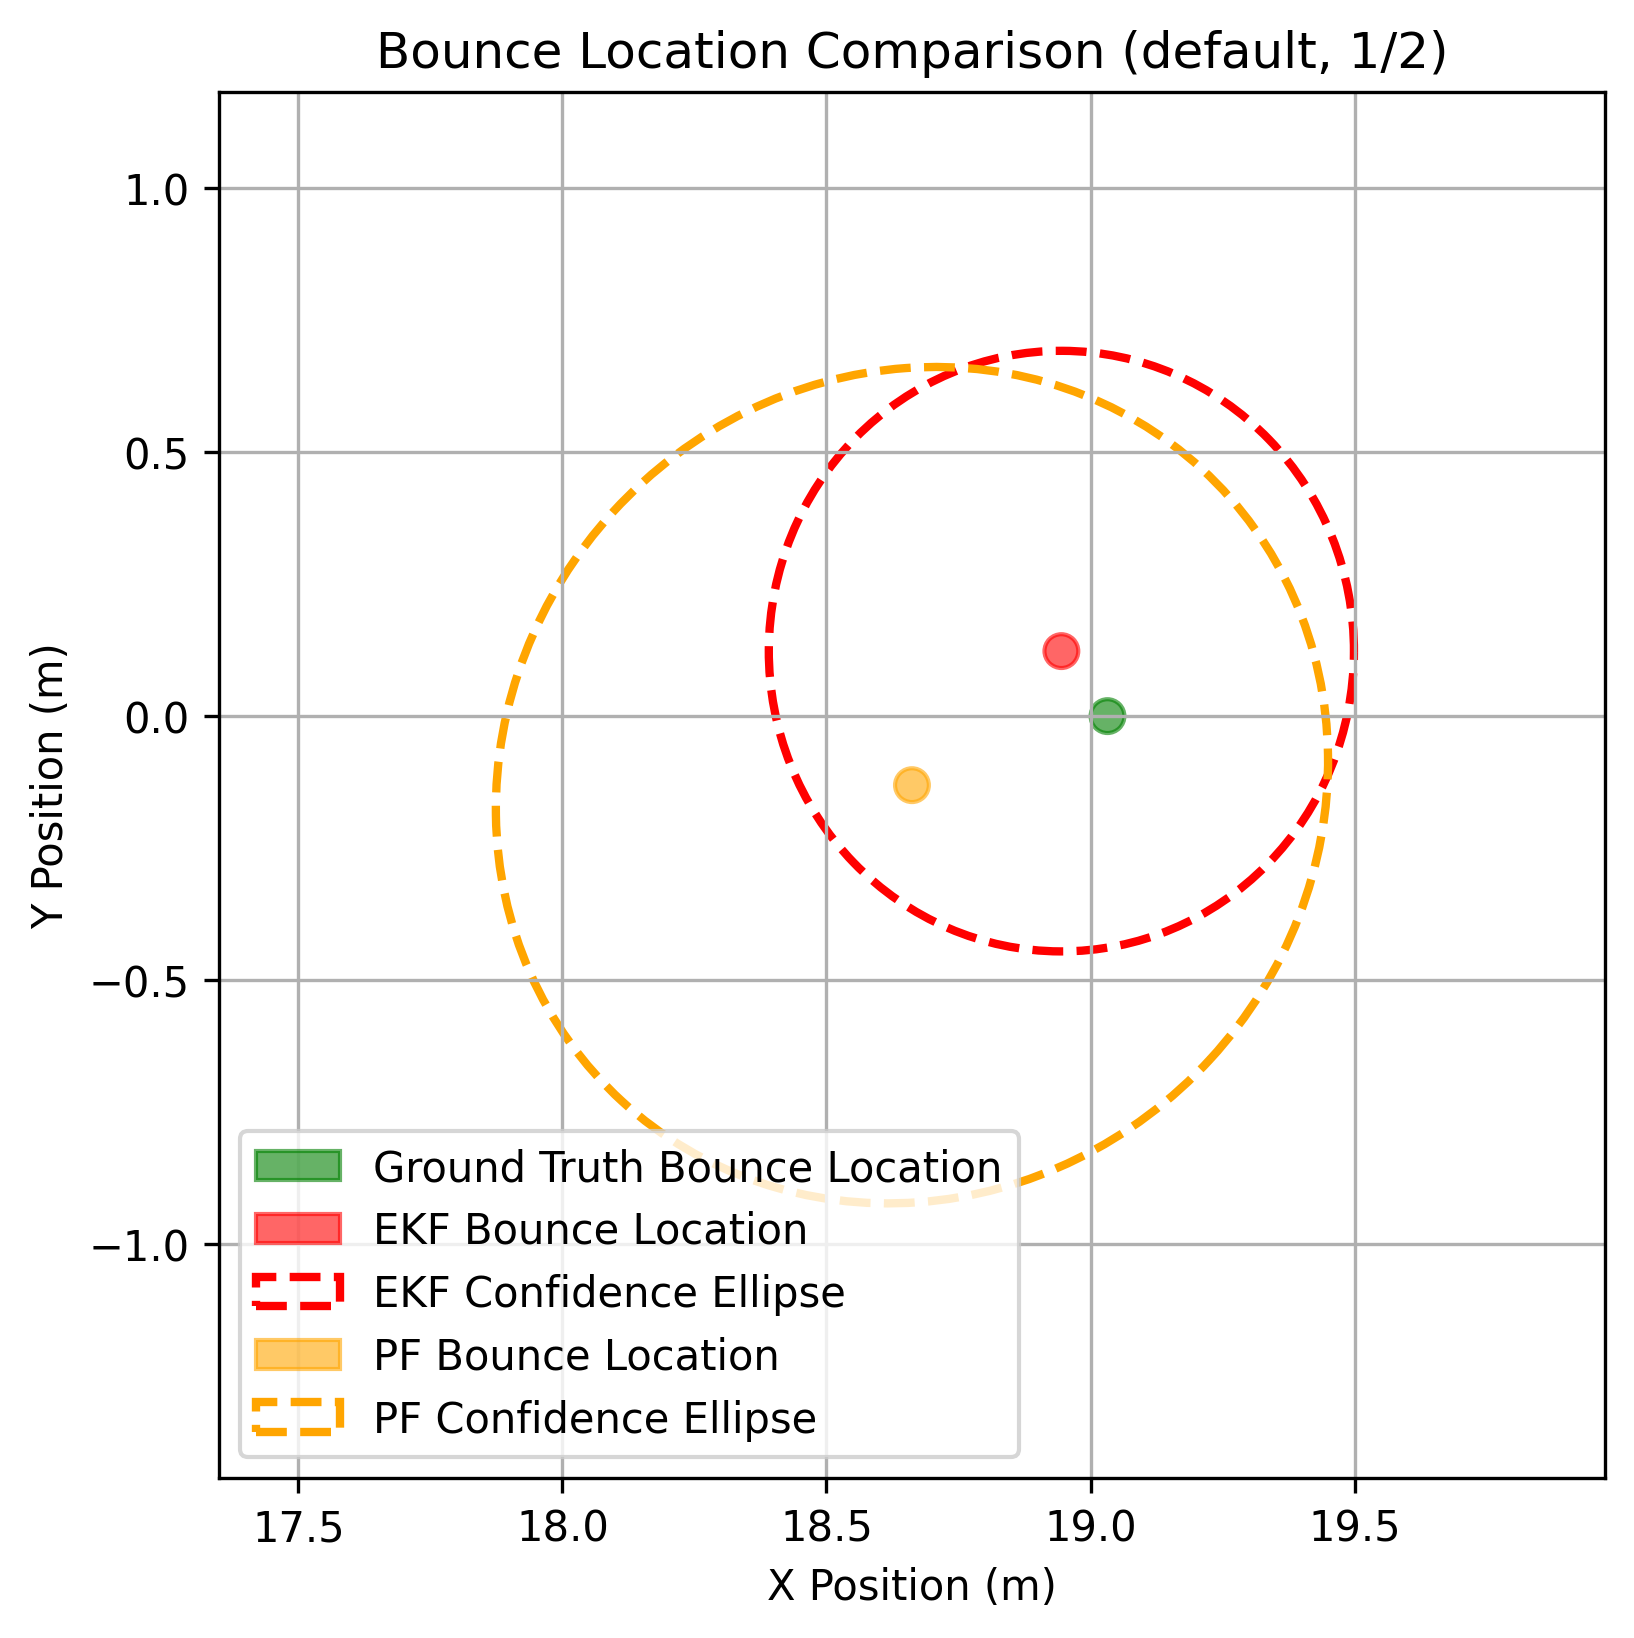 Bounce Location Comparison (default, 1/2)
1.0
0.5
0.0
−0.5
−1.0
Y Position (m)
Ground Truth Bounce Location
EKF Bounce Location
EKF Confidence Ellipse
PF Bounce Location
PF Confidence Ellipse
17.5 18.0 18.5 19.0 19.5
X Position (m)